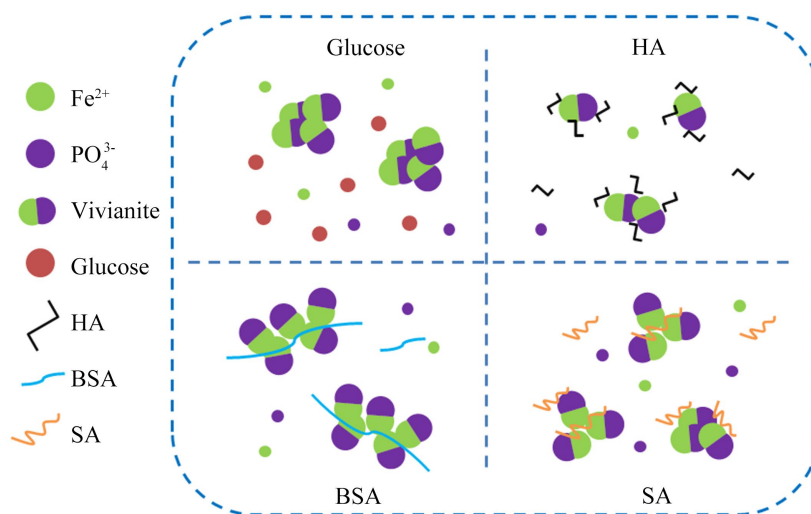 Glucose
HA
Fe²⁺
PO₄³⁻
Vivianite
Glucose
HA
BSA
SA
BSA
SA